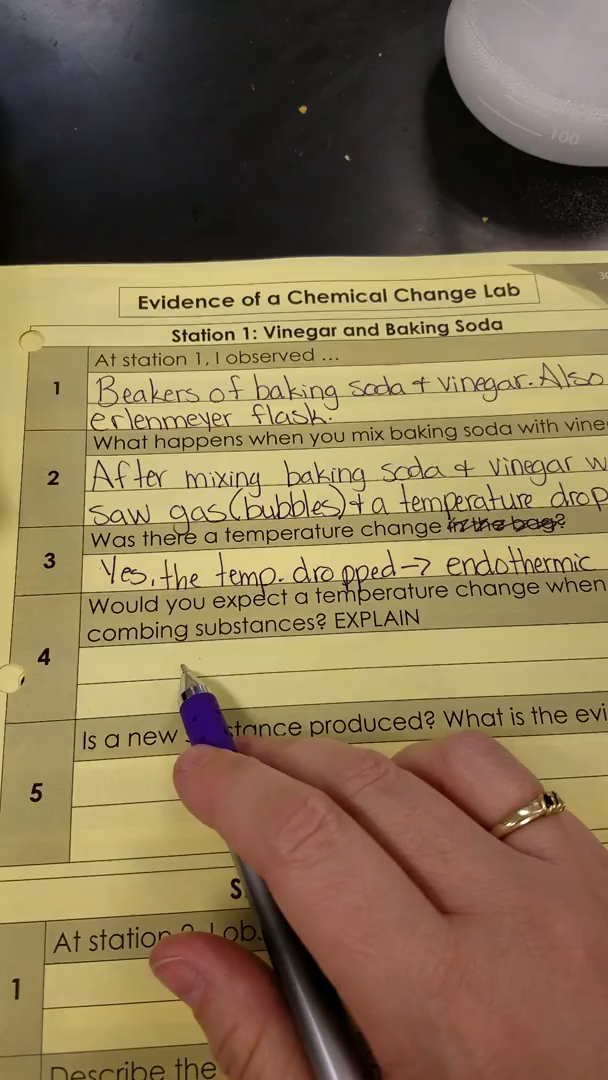 100
30
Evidence of a Chemical Change Lab
Station 1: Vinegar and Baking Soda
At station 1, I observed ...
1
Beakers of baking soda + vinegar. Also
erlenmeyer flask.
What happens when you mix baking soda with vine
2
After mixing baking soda + vinegar w
saw gas (bubbles) + a temperature drop
Was there a temperature change in the bag?
3
Yes, the temp. dropped → endothermic
Would you expect a temperature change when
combing substances? EXPLAIN
4
Is a new stance produced? What is the evi
5
S
At station 2, I ob
1
Describe the